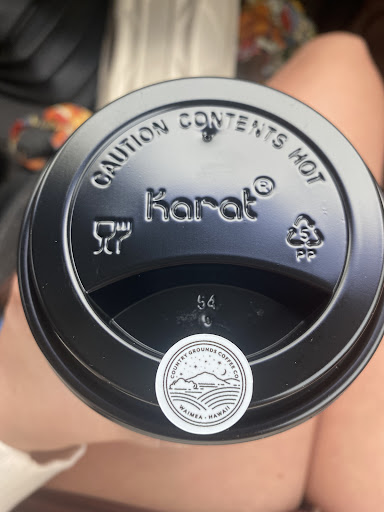 CAUTION CONTENTS HOT
Karat®
5
PP
54
COUNTRY GROUNDS COFFEE CO.
WAIMEA • HAWAII